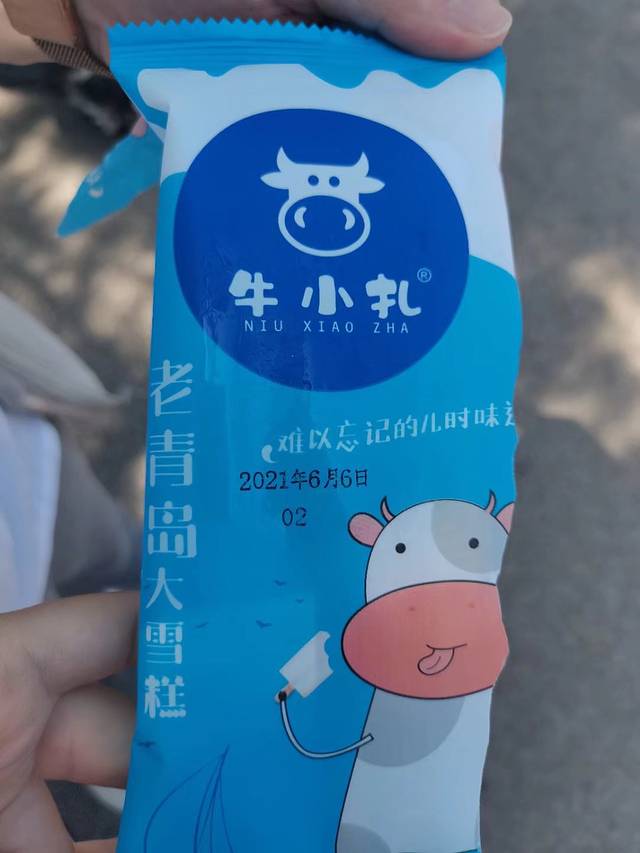 牛小扎®
NIU XIAO ZHA
老青岛大雪糕
难以忘记的儿时味
2021年6月6日
02